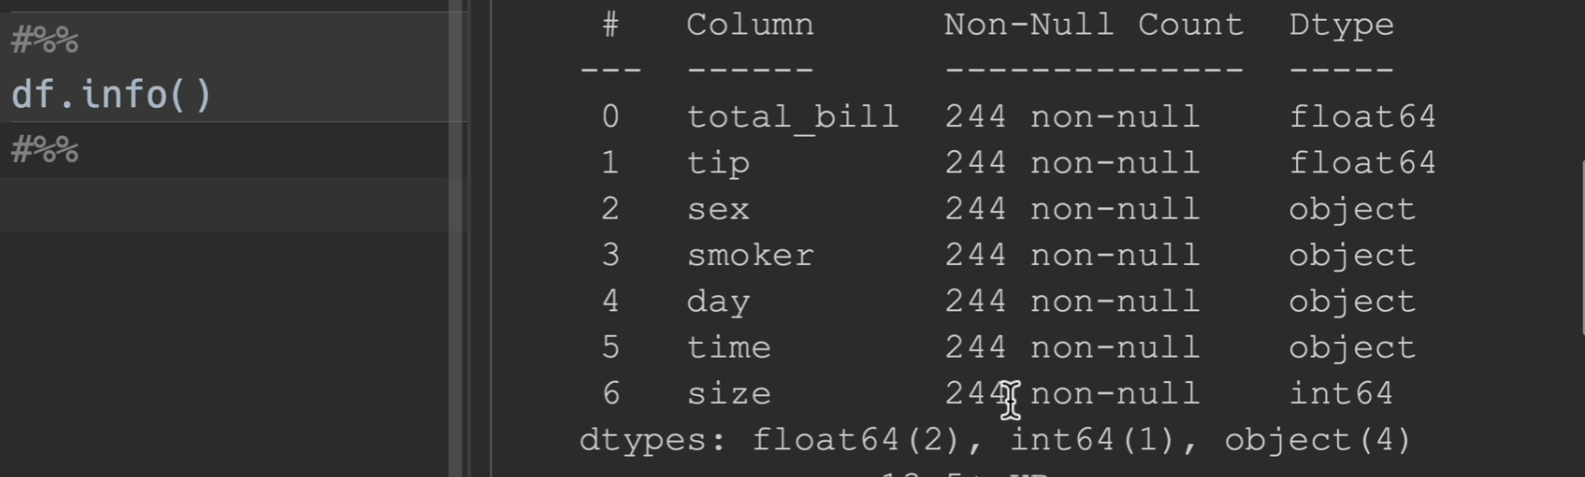 #%%
df.info()
#%%
#   Column      Non-Null Count  Dtype
---  ------      --------------  -----
0   total_bill  244 non-null    float64
1   tip         244 non-null    float64
2   sex         244 non-null    object
3   smoker      244 non-null    object
4   day         244 non-null    object
5   time        244 non-null    object
6   size        244 non-null    int64
dtypes: float64(2), int64(1), object(4)